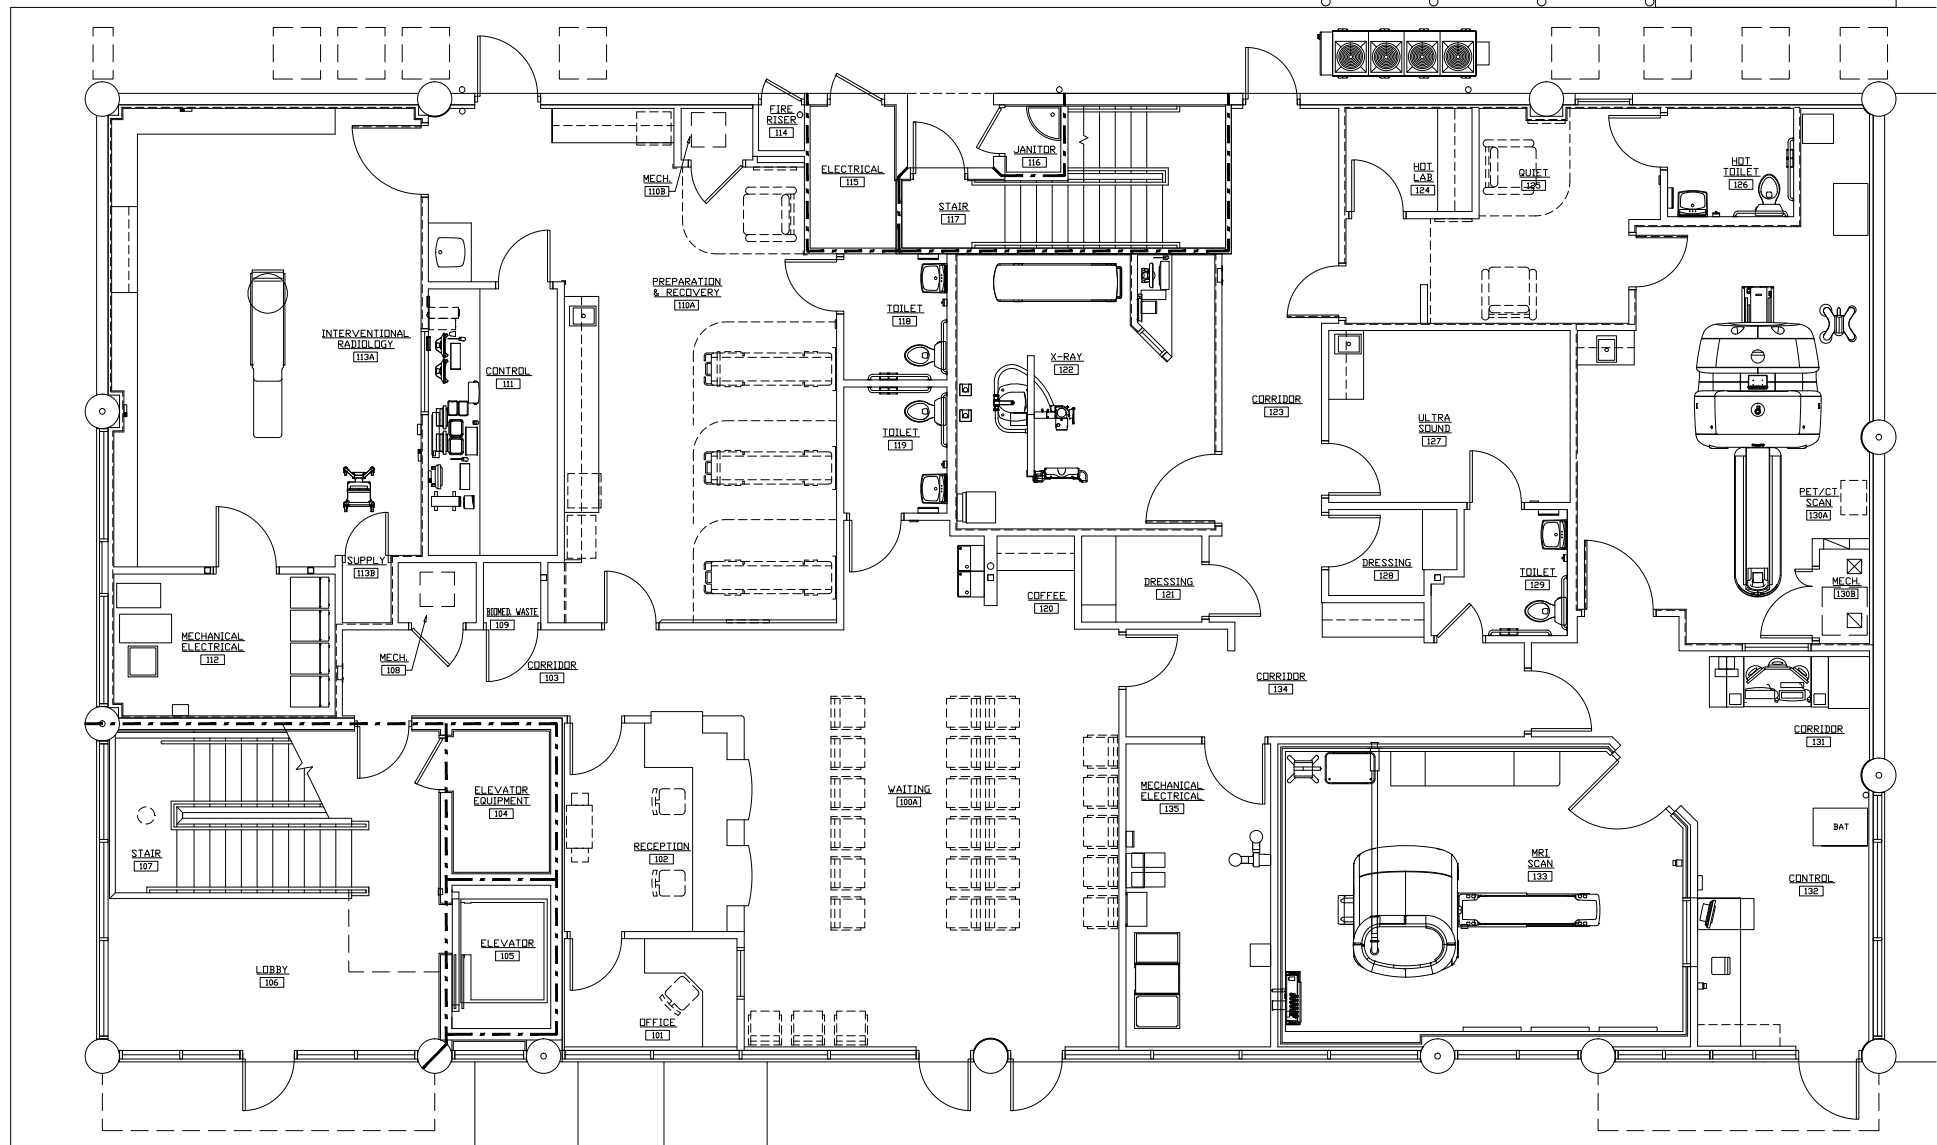 FIRE
RISER
114
ELECTRICAL
115
JANITOR
116
MECH.
110B
STAIR
117
HOT
LAB
124
QUIET
125
HOT
TOILET
126
PREPARATION
& RECOVERY
110A
INTERVENTIONAL
RADIOLOGY
113A
CONTROL
111
TOILET
118
X-RAY
122
TOILET
119
CORRIDOR
123
ULTRA
SOUND
127
PET/CT
SCAN
130A
SUPPLY
113B
BIOMED. WASTE
109
COFFEE
120
DRESSING
121
DRESSING
128
TOILET
129
MECH.
130B
MECHANICAL
ELECTRICAL
112
MECH.
108
CORRIDOR
103
CORRIDOR
134
CORRIDOR
131
ELEVATOR
EQUIPMENT
104
WAITING
100A
MECHANICAL
ELECTRICAL
135
BAT
STAIR
107
RECEPTION
102
MRI
SCAN
133
CONTROL
132
ELEVATOR
105
LOBBY
106
OFFICE
101